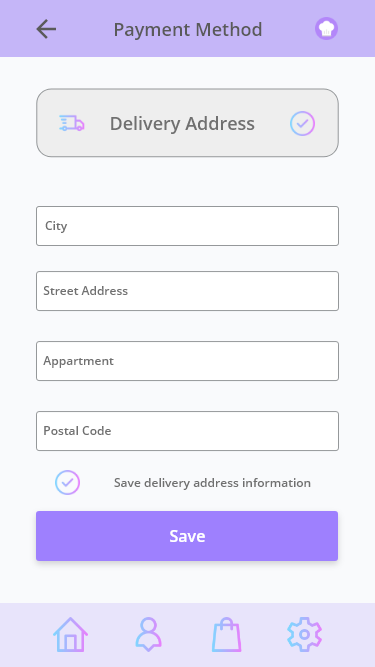 Payment Method
Delivery Address
City
Street Address
Appartment
Postal Code
Save delivery address information
Save